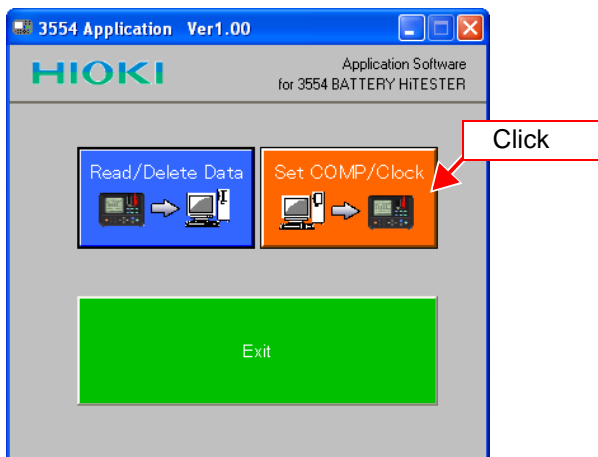 3554 Application Ver1.00
HIOKI
Application Software
for 3554 BATTERY HiTESTER
Click
Read/Delete Data
Set COMP/Clock
Exit